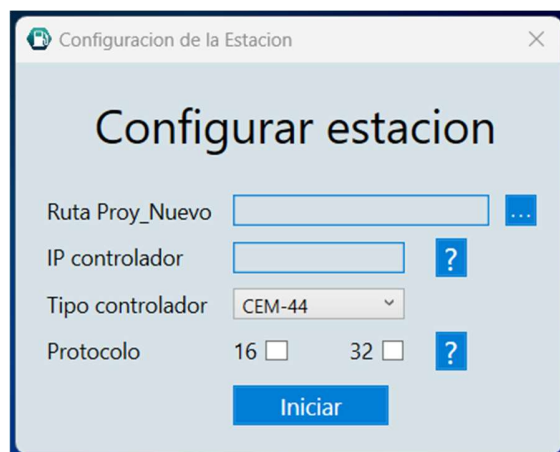 Configuracion de la Estacion
Configurar estacion
Ruta Proy_Nuevo ...
IP controlador ?
Tipo controlador CEM-44
Protocolo 16 32 ?
Iniciar